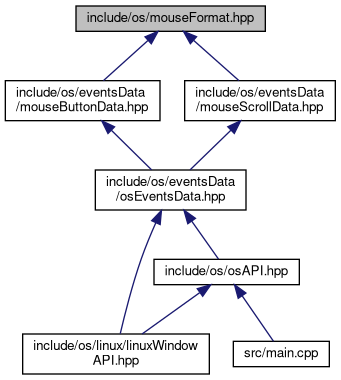 include/os/mouseFormat.hpp
include/os/eventsData
/mouseButtonData.hpp
include/os/eventsData
/mouseScrollData.hpp
include/os/eventsData
/osEventsData.hpp
include/os/osAPI.hpp
include/os/linux/linuxWindow
API.hpp
src/main.cpp